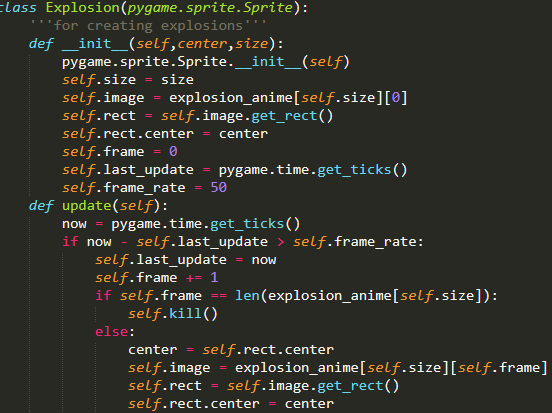 class Explosion(pygame.sprite.Sprite):
    '''for creating explosions'''
    def __init__(self,center,size):
        pygame.sprite.Sprite.__init__(self)
        self.size = size
        self.image = explosion_anime[self.size][0]
        self.rect = self.image.get_rect()
        self.rect.center = center
        self.frame = 0
        self.last_update = pygame.time.get_ticks()
        self.frame_rate = 50
    def update(self):
        now = pygame.time.get_ticks()
        if now - self.last_update > self.frame_rate:
            self.last_update = now
            self.frame += 1
            if self.frame == len(explosion_anime[self.size]):
                self.kill()
            else:
                center = self.rect.center
                self.image = explosion_anime[self.size][self.frame]
                self.rect = self.image.get_rect()
                self.rect.center = center